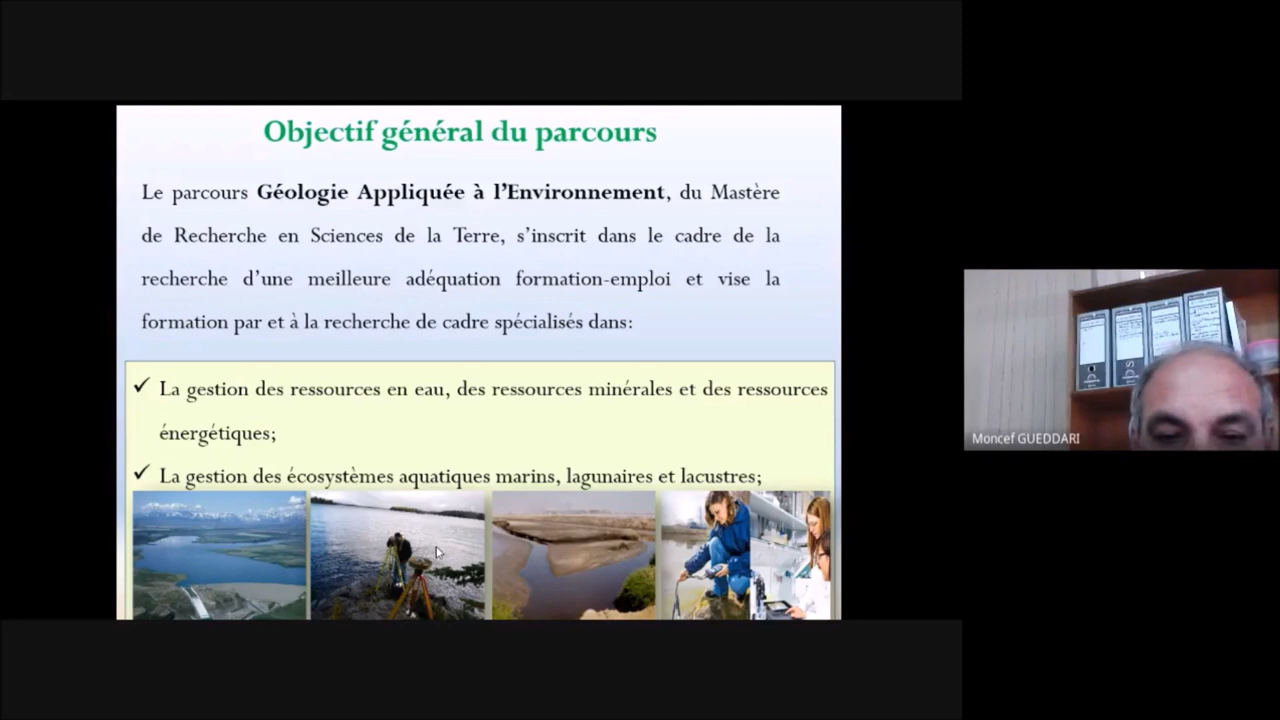 Objectif général du parcours
Le parcours Géologie Appliquée à l’Environnement, du Mastère
de Recherche en Sciences de la Terre, s’inscrit dans le cadre de la
recherche d’une meilleure adéquation formation-emploi et vise la
formation par et à la recherche de cadre spécialisés dans:
✓ La gestion des ressources en eau, des ressources minérales et des ressources
énergétiques;
✓ La gestion des écosystèmes aquatiques marins, lagunaires et lacustres;
Moncef GUEDDARI